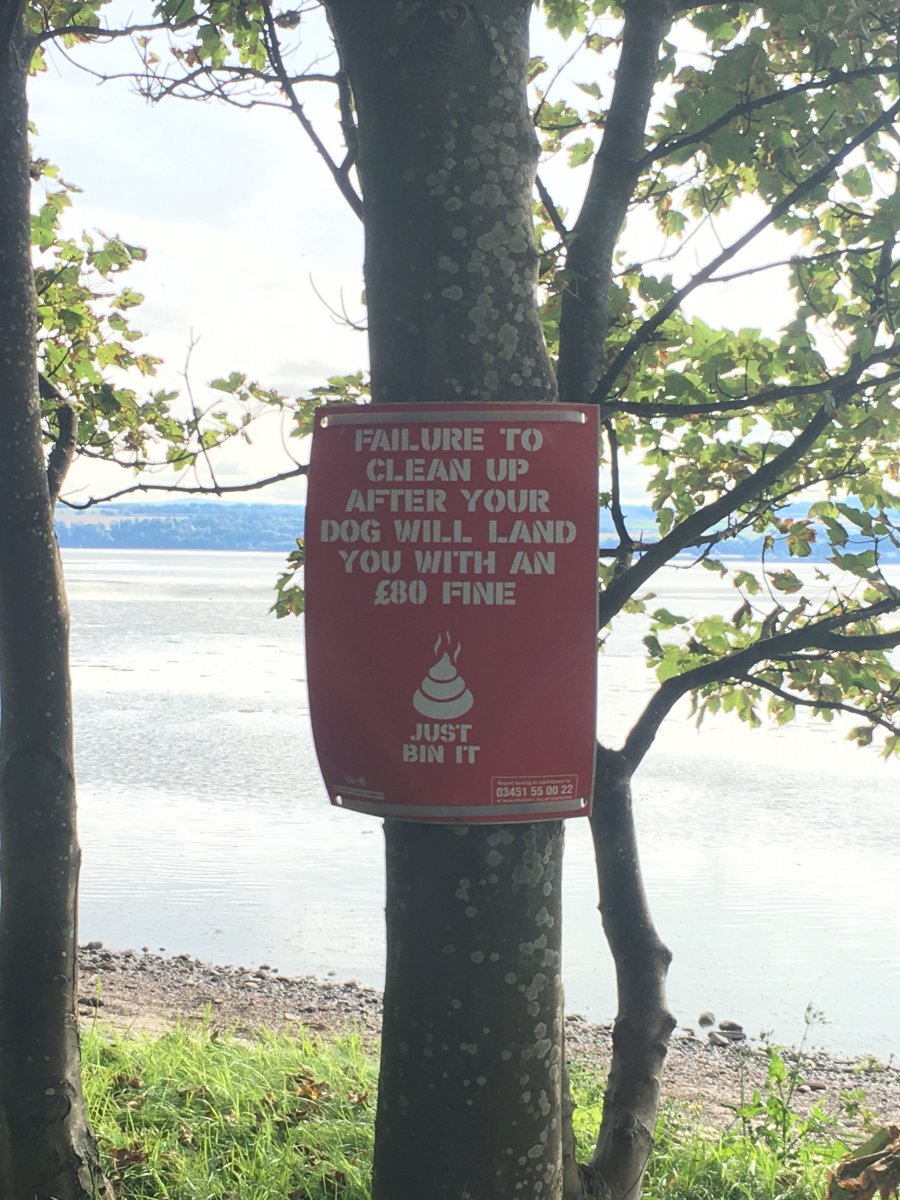 FAILURE TO
CLEAN UP
AFTER YOUR
DOG WILL LAND
YOU WITH AN
£80 FINE
JUST
BIN IT
03451 55 00 22